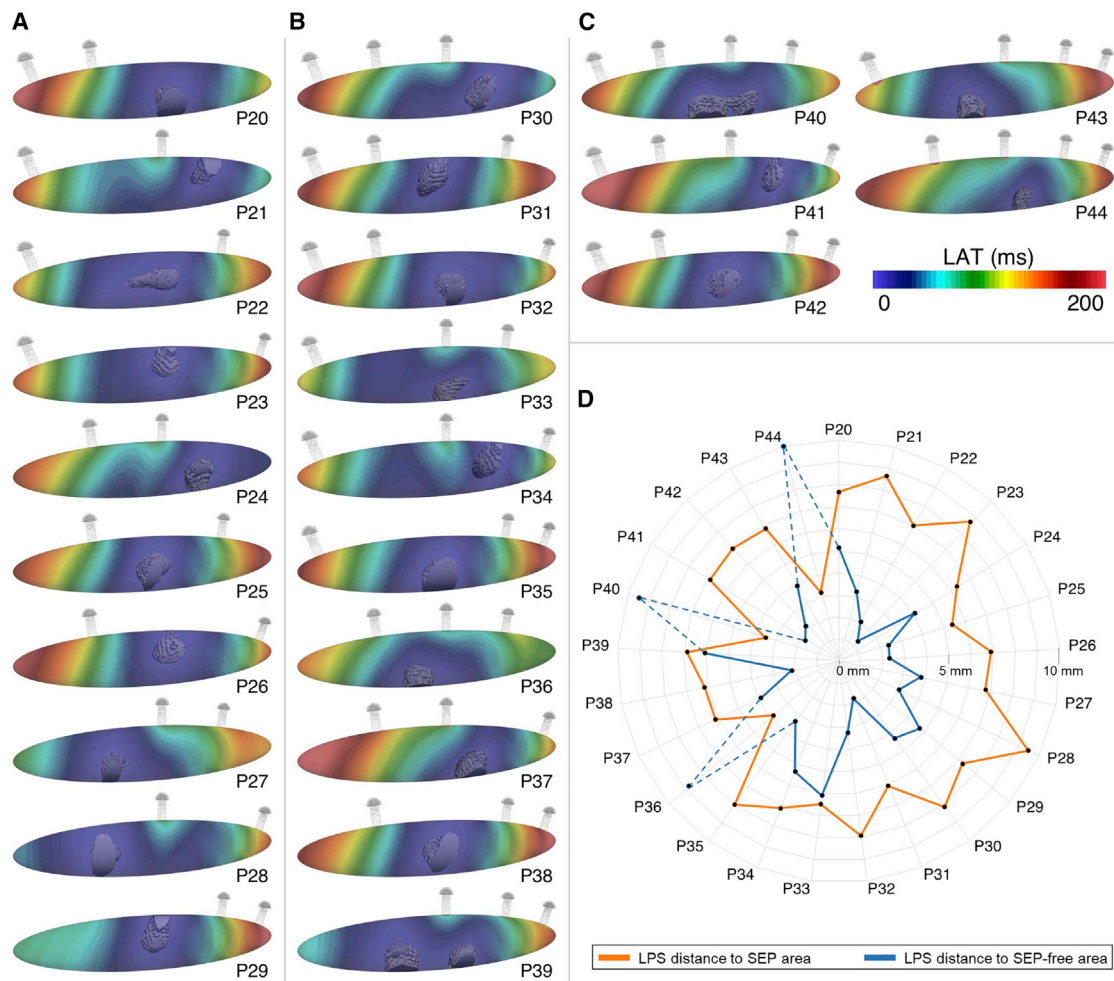 A
B
C
P20
P21
P22
P23
P24
P25
P26
P27
P28
P29
P30
P31
P32
P33
P34
P35
P36
P37
P38
P39
P40
P43
P41
P44
P42
LAT (ms)
0 200
D
P20
P21
P22
P23
P24
P25
P26
P27
P28
P29
P30
P31
P32
P33
P34
P35
P36
P37
P38
P39
P40
P41
P42
P43
P44
0 mm 5 mm 10 mm
LPS distance to SEP area LPS distance to SEP-free area